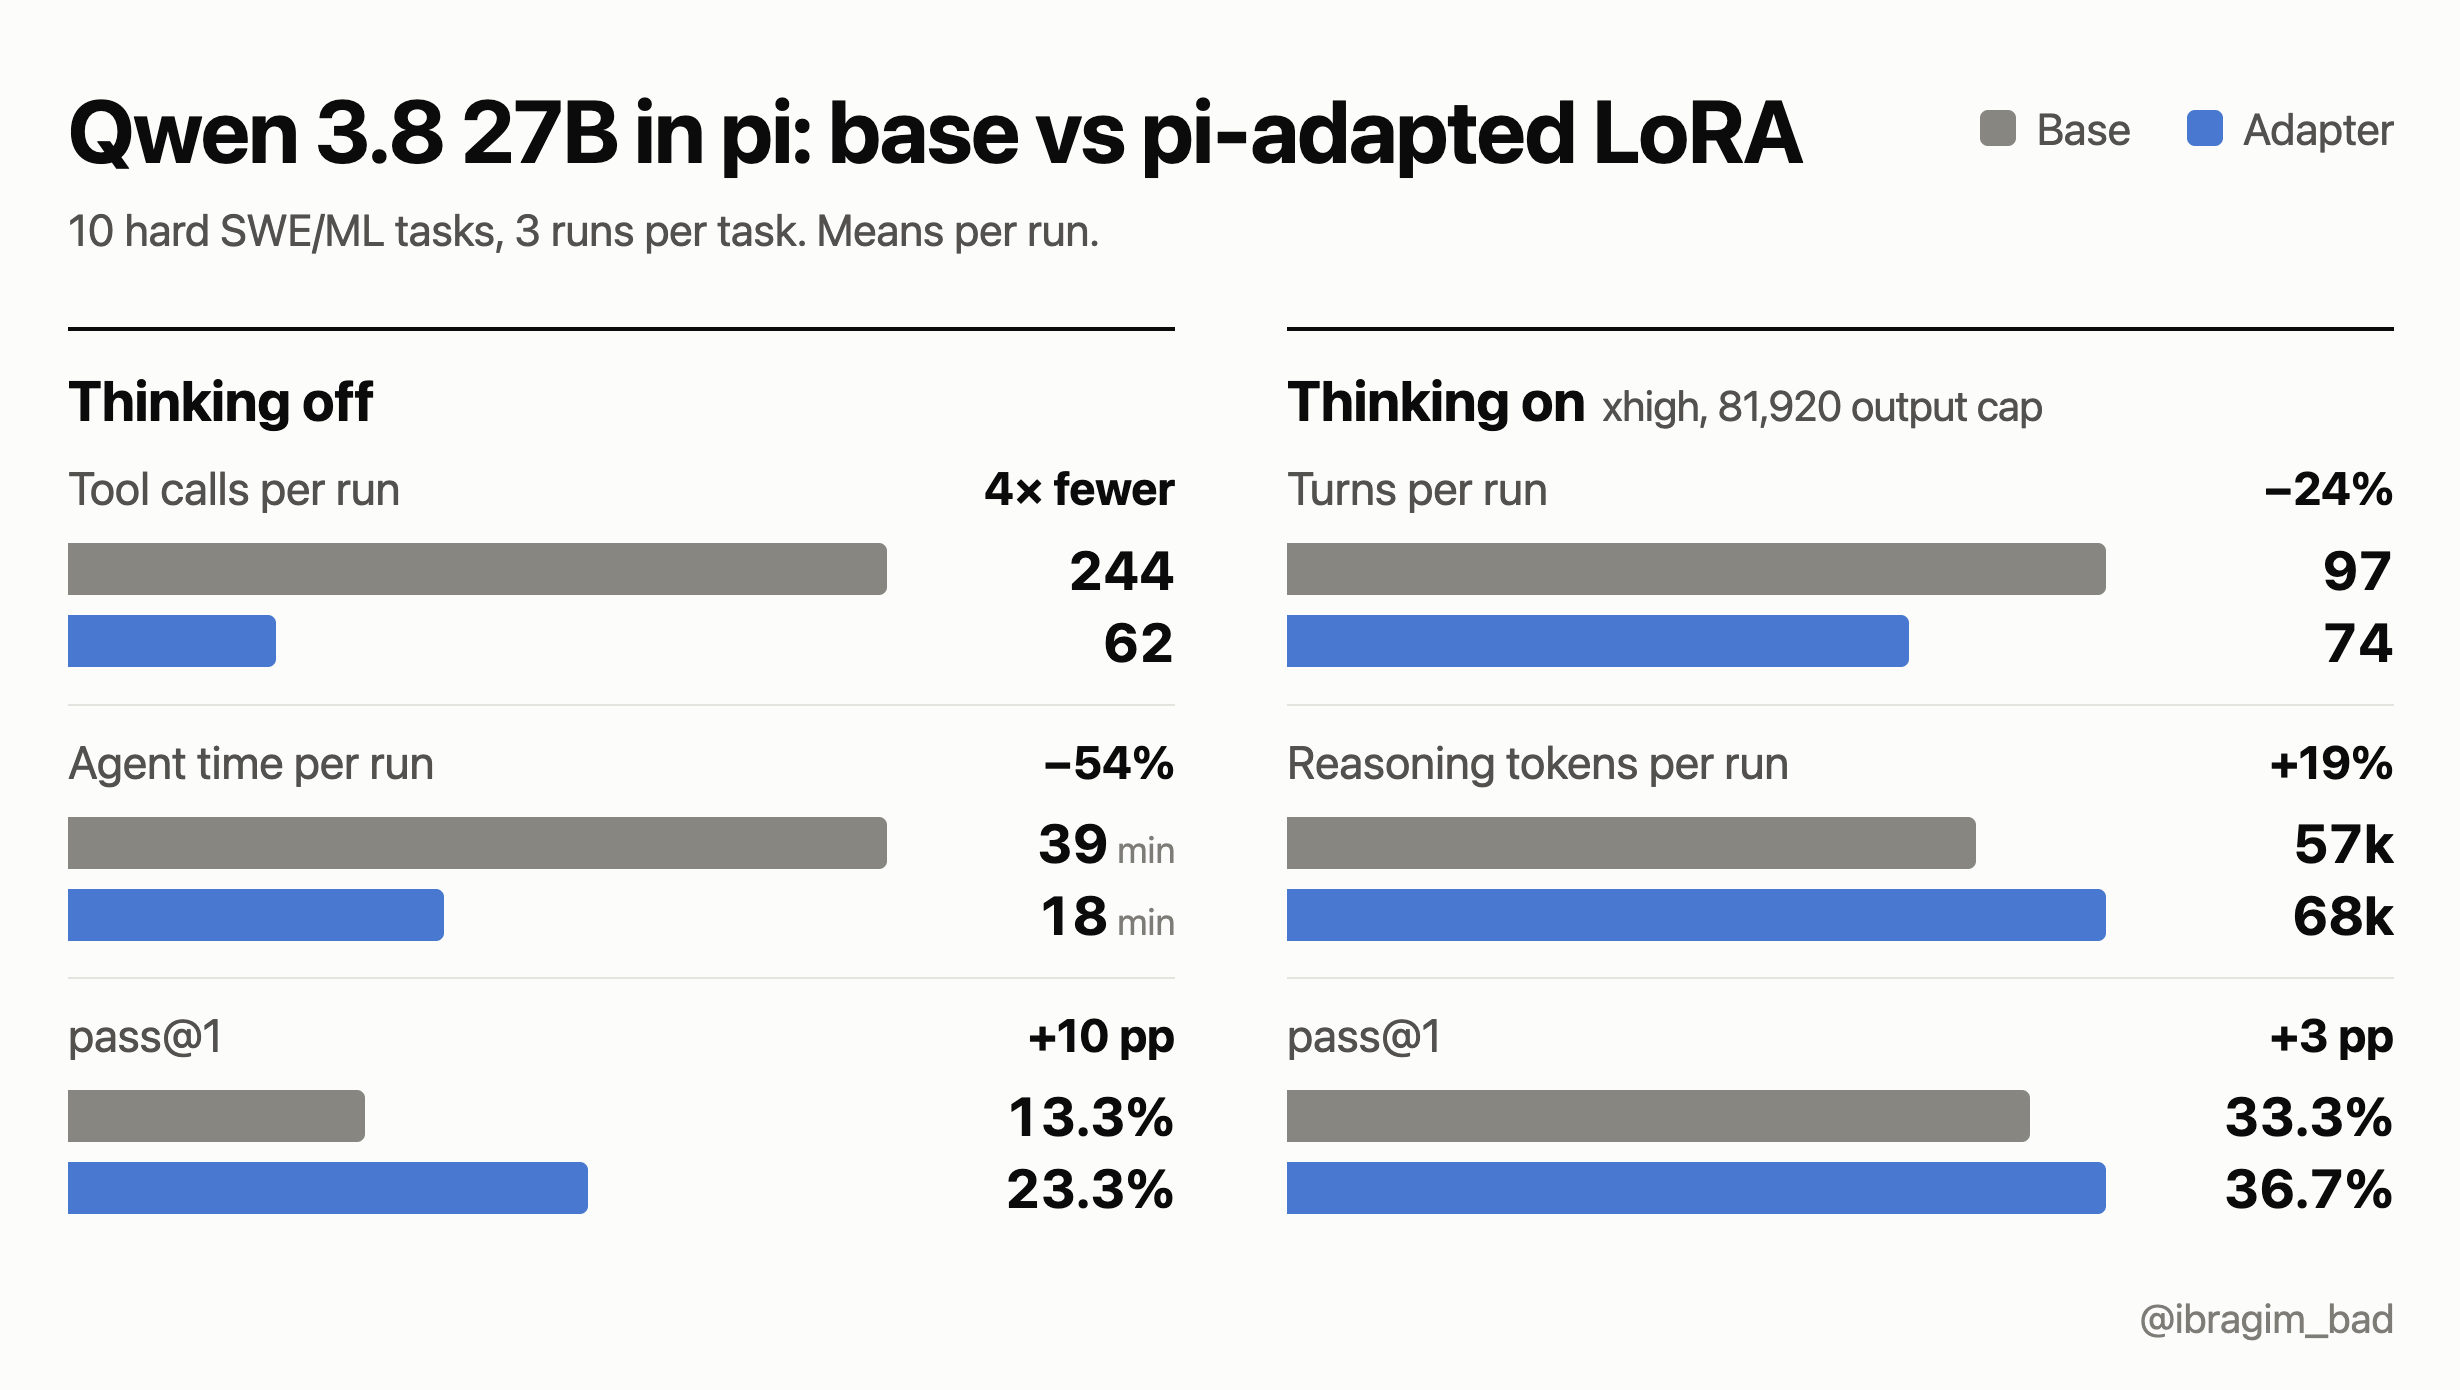 Qwen 3.8 27B in pi: base vs pi-adapted LoRA
Base
Adapter
10 hard SWE/ML tasks, 3 runs per task. Means per run.
Thinking off
Tool calls per run 4× fewer
244
62
Agent time per run −54%
39 min
18 min
pass@1 +10 pp
13.3%
23.3%
Thinking on xhigh, 81,920 output cap
Turns per run −24%
97
74
Reasoning tokens per run +19%
57k
68k
pass@1 +3 pp
33.3%
36.7%
@ibragim_bad